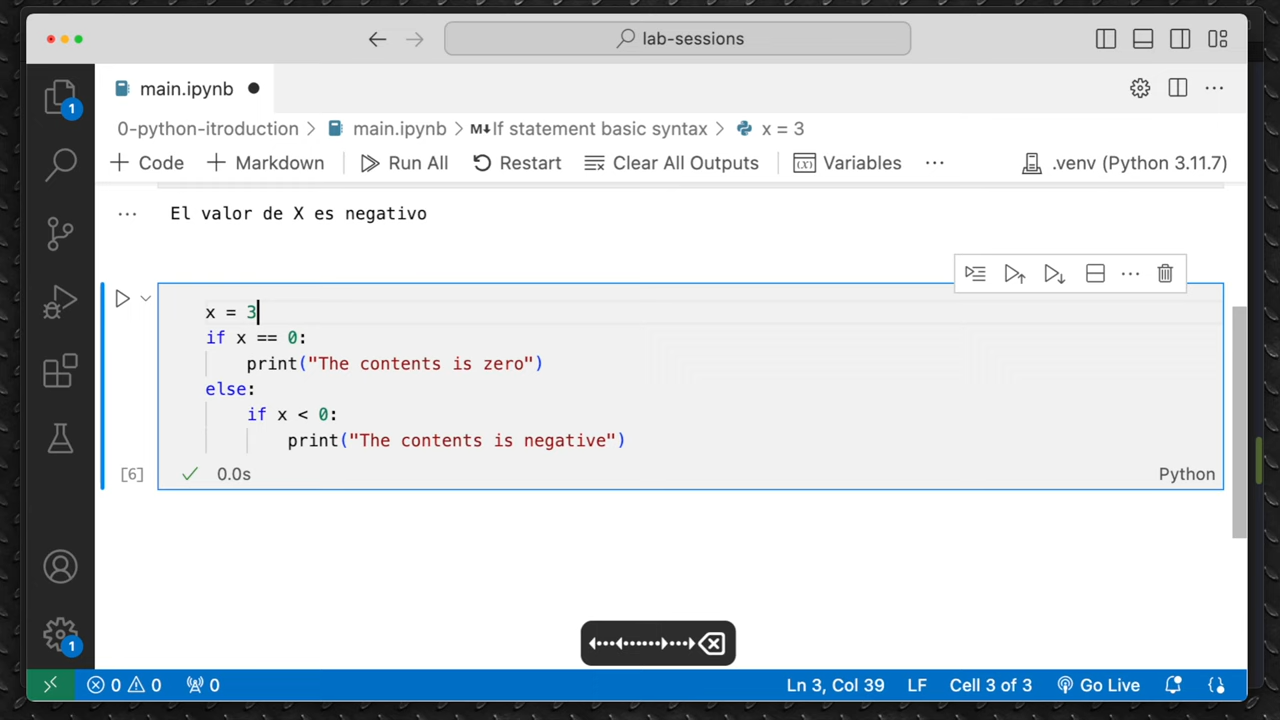 lab-sessions
main.ipynb
0-python-itroduction > main.ipynb > M↓If statement basic syntax > x = 3
+ Code + Markdown Run All Restart Clear All Outputs Variables ... .venv (Python 3.11.7)
... El valor de X es negativo
x = 3
if x == 0:
print("The contents is zero")
else:
if x < 0:
print("The contents is negative")
[6] 0.0s Python
1
1
0 0 0 Ln 3, Col 39 LF Cell 3 of 3 Go Live